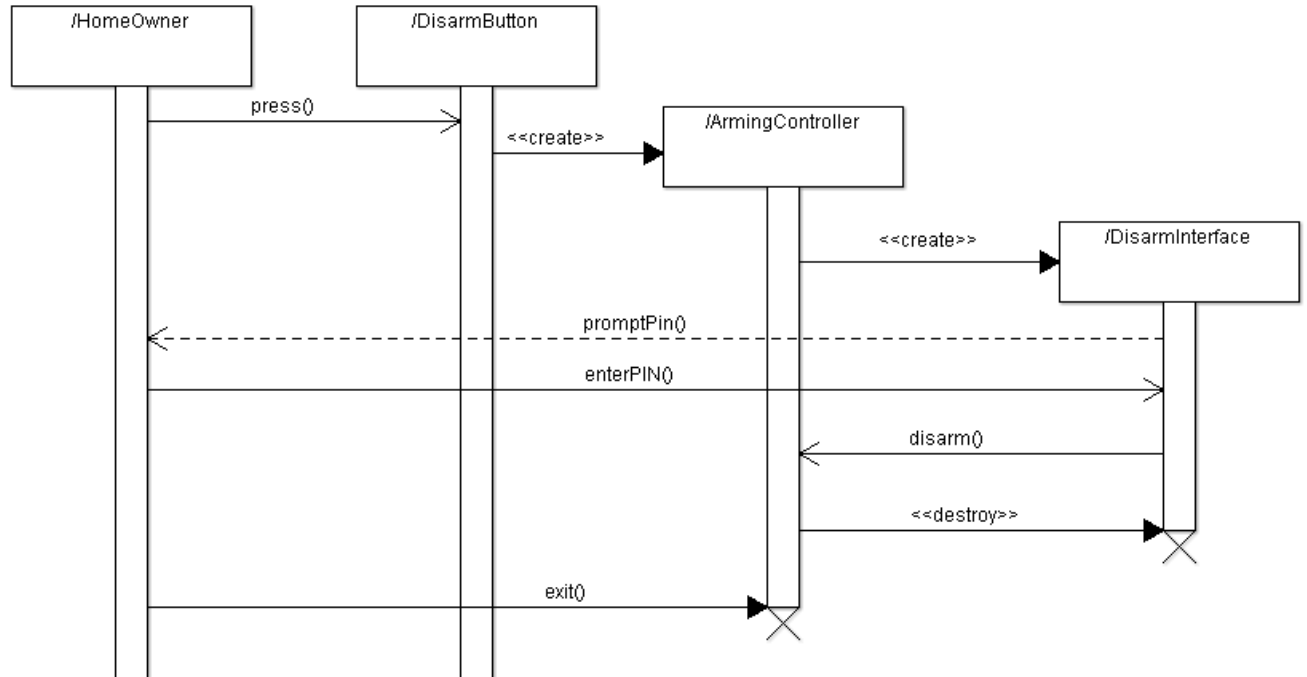 /HomeOwner
/DisarmButton
press()
/ArmingController
<<create>>
/DisarmInterface
<<create>>
promptPin()
enterPIN()
disarm()
<<destroy>>
exit()